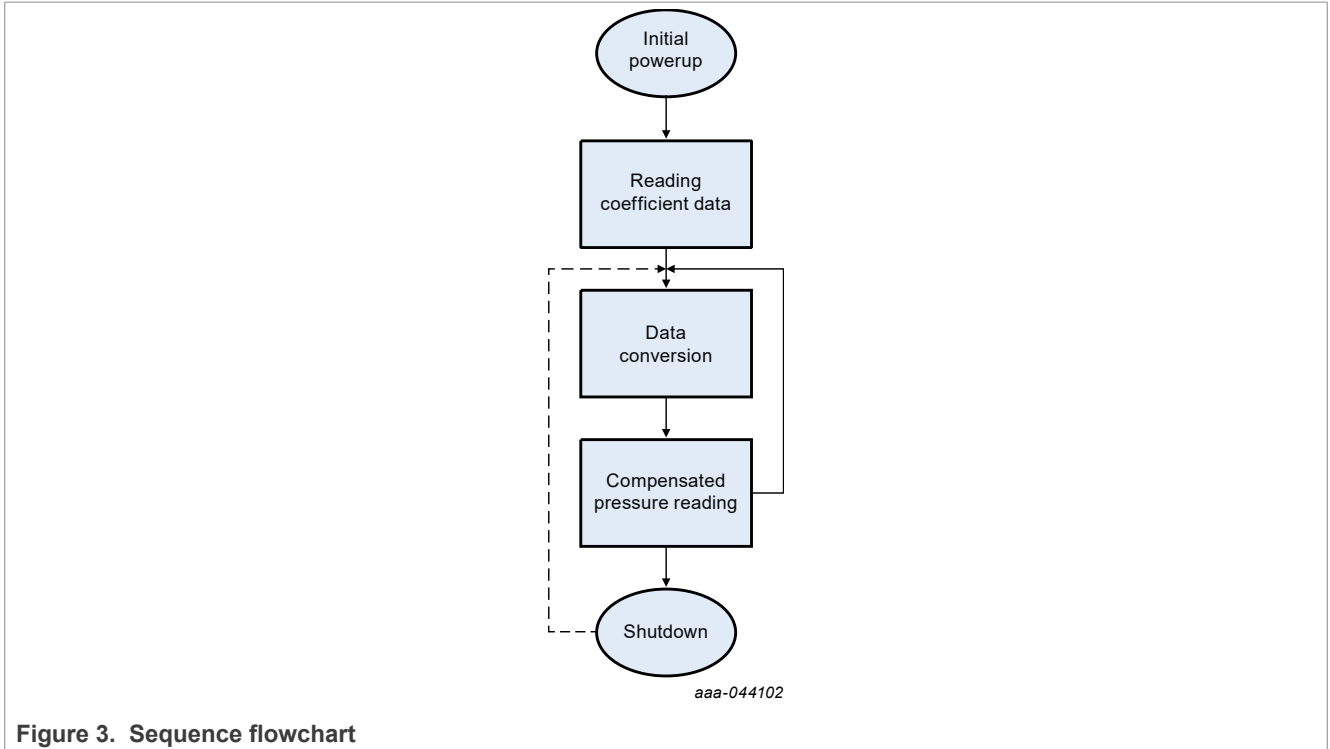 Initial
powerup
Reading
coefficient data
Data
conversion
Compensated
pressure reading
Shutdown
aaa-044102
Figure 3. Sequence flowchart